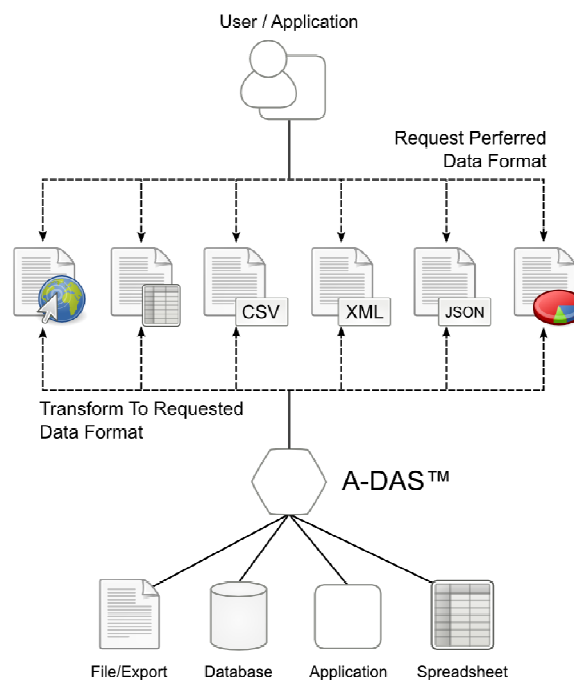 User / Application
Request Perferred
Data Format
CSV
XML
JSON
Transform To Requested
Data Format
A-DAS™
File/Export
Database
Application
Spreadsheet